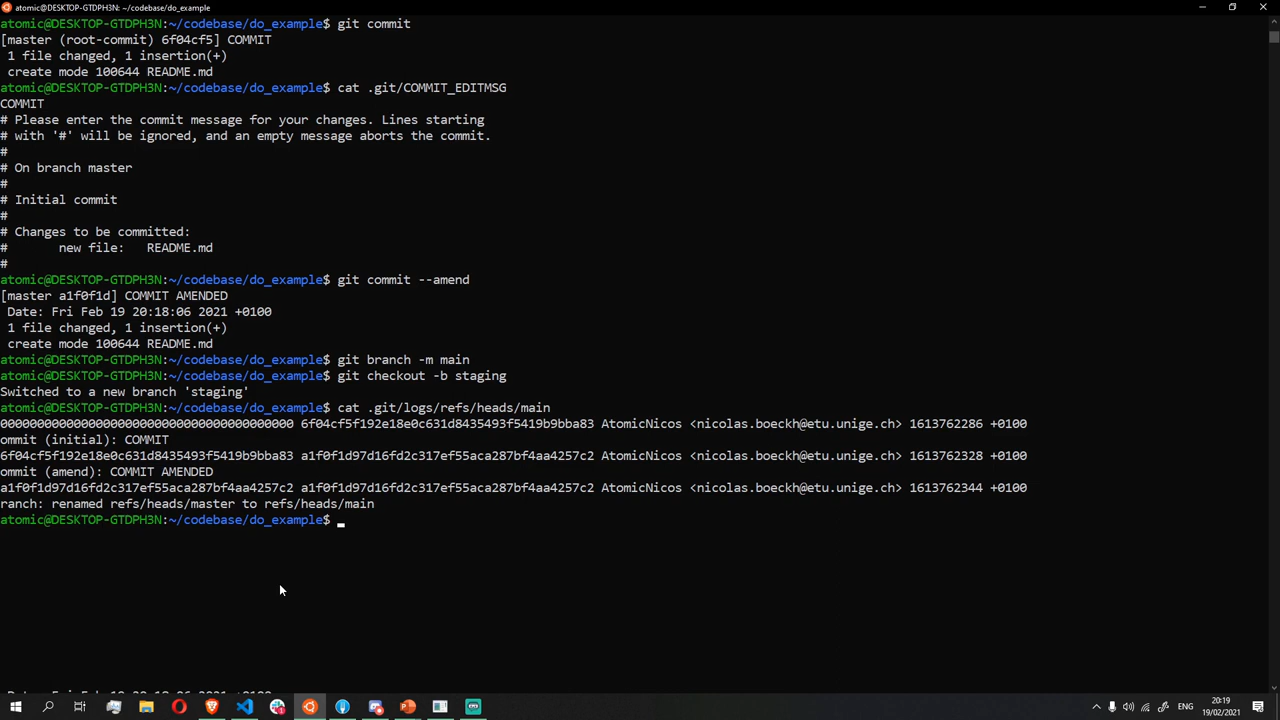 atomic@DESKTOP-GTDPH3N: ~/codebase/do_example
atomic@DESKTOP-GTDPH3N:~/codebase/do_example$ git commit
[master (root-commit) 6f04cf5] COMMIT
 1 file changed, 1 insertion(+)
 create mode 100644 README.md
atomic@DESKTOP-GTDPH3N:~/codebase/do_example$ cat .git/COMMIT_EDITMSG
COMMIT
# Please enter the commit message for your changes. Lines starting
# with '#' will be ignored, and an empty message aborts the commit.
#
# On branch master
#
# Initial commit
#
# Changes to be committed:
#       new file:   README.md
#
atomic@DESKTOP-GTDPH3N:~/codebase/do_example$ git commit --amend
[master a1f0f1d] COMMIT AMENDED
 Date: Fri Feb 19 20:18:06 2021 +0100
 1 file changed, 1 insertion(+)
 create mode 100644 README.md
atomic@DESKTOP-GTDPH3N:~/codebase/do_example$ git branch -m main
atomic@DESKTOP-GTDPH3N:~/codebase/do_example$ git checkout -b staging
Switched to a new branch 'staging'
atomic@DESKTOP-GTDPH3N:~/codebase/do_example$ cat .git/logs/refs/heads/main
0000000000000000000000000000000000000000 6f04cf5f192e18e0c631d8435493f5419b9bba83 AtomicNicos <nicolas.boeckh@etu.unige.ch> 1613762286 +0100
ommit (initial): COMMIT
6f04cf5f192e18e0c631d8435493f5419b9bba83 a1f0f1d97d16fd2c317ef55aca287bf4aa4257c2 AtomicNicos <nicolas.boeckh@etu.unige.ch> 1613762328 +0100
ommit (amend): COMMIT AMENDED
a1f0f1d97d16fd2c317ef55aca287bf4aa4257c2 a1f0f1d97d16fd2c317ef55aca287bf4aa4257c2 AtomicNicos <nicolas.boeckh@etu.unige.ch> 1613762344 +0100
ranch: renamed refs/heads/master to refs/heads/main
atomic@DESKTOP-GTDPH3N:~/codebase/do_example$
 Date: Fri Feb 19 20:18:06 2021 +0100
ENG
20:19
19/02/2021